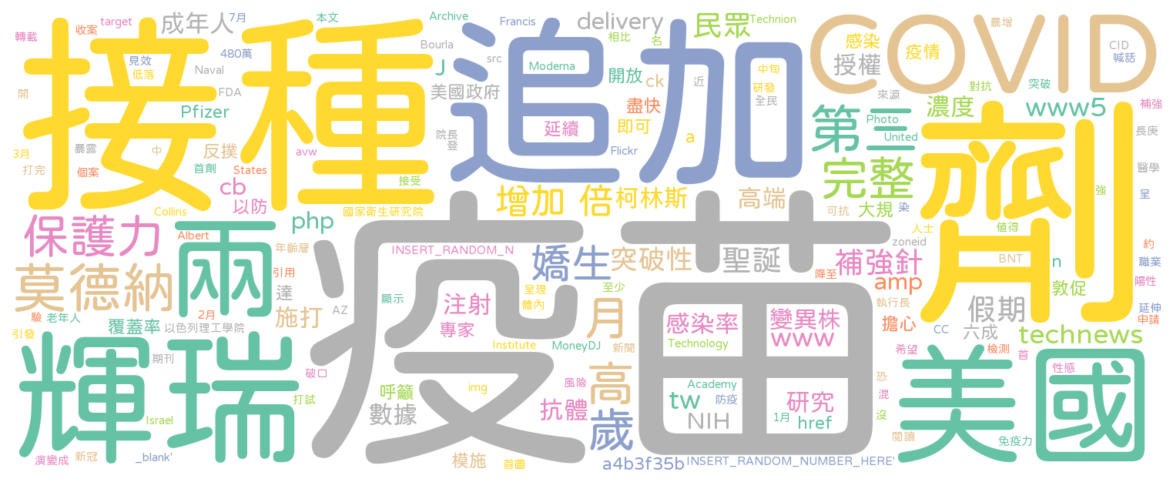 接種
追加
COVID
疫苗
劑
輝瑞
美國
兩
第三
完整
保護力
莫德納
歲
高
月
成年人
7月
本文
Archive
Francis
delivery
民眾
Technion
target
收案
轉載
見效
480萬
Bourla
src
相比
名
感染
疫情
暴增
CID
喊話
低落
Naval
J
Moderna
開放
ck
近
中旬
授權
研發
全民
對抗
突破
來源
美國政府
盡快
a
開
FDA
Pfizer
院長
登
延續
即可
Photo
濃度
www5
補強
United
長庚
3月
暴露
中
反撲
Flickr
打完
個案
首劑
States
avw
接受
醫學
強
呈
cb
以防
Collins
國家衛生研究院
增加
倍
柯林斯
高端
可抗
大規
染
值得
人士
php
Albert
年齡層
INSERT_RANDOM_N
嬌生
突破性
聖誕
補強針
zoneid
BNT
n
約
職業
引用
達
顯示
呈現
體內
至少
降至
amp
敦促
陽性
執行長
假期
延伸
申請
2月
驗
老年人
AZ
注射
施打
覆蓋率
以色列理工學院
引發
專家
Institute
MoneyDJ
新聞
感染率
變異株
www
Technology
擔心
CC
六成
technews
希望
檢測
首
期刊
破口
img
風險
呼籲
Academy
恐
性感
tw
防疫
研究
混
打試
數據
抗體
NIH
1月
href
沒
Israel
閱讀
免疫力
演變成
新冠
_blank'
模施
首圖
a4b3f35b
INSERT_RANDOM_NUMBER_HERE'